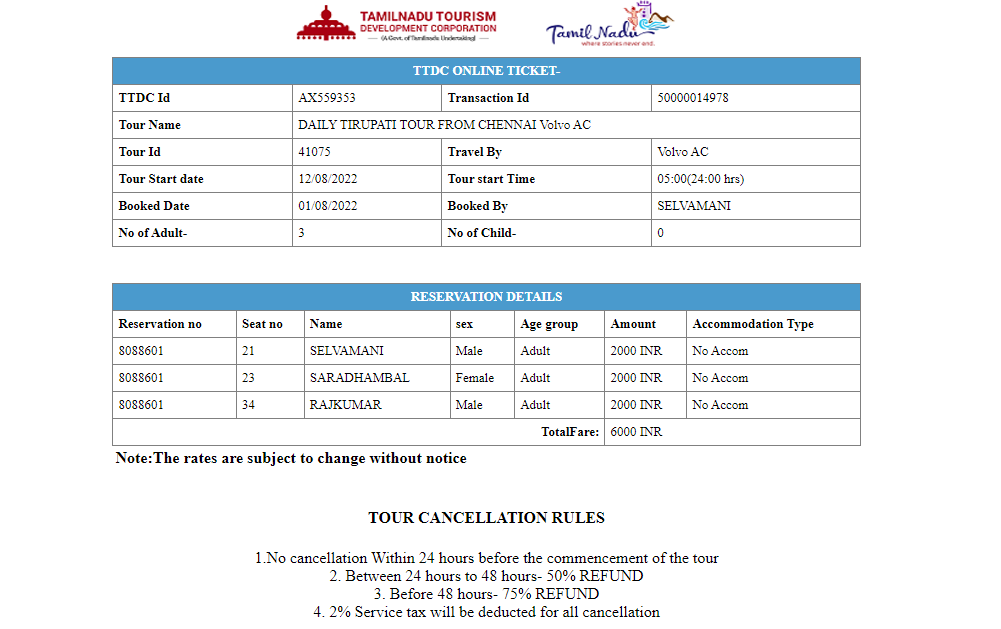 TAMILNADU TOURISM
DEVELOPMENT CORPORATION
(A Govt. of Tamilnadu Undertaking)
Tamil Nadu
where stories never end.
TTDC ONLINE TICKET-
TTDC Id AX559353 Transaction Id 50000014978
Tour Name DAILY TIRUPATI TOUR FROM CHENNAI Volvo AC
Tour Id 41075 Travel By Volvo AC
Tour Start date 12/08/2022 Tour start Time 05:00(24:00 hrs)
Booked Date 01/08/2022 Booked By SELVAMANI
No of Adult- 3 No of Child- 0
RESERVATION DETAILS
Reservation no Seat no Name sex Age group Amount Accommodation Type
8088601 21 SELVAMANI Male Adult 2000 INR No Accom
8088601 23 SARADHAMBAL Female Adult 2000 INR No Accom
8088601 34 RAJKUMAR Male Adult 2000 INR No Accom
TotalFare: 6000 INR
Note:The rates are subject to change without notice
TOUR CANCELLATION RULES
1.No cancellation Within 24 hours before the commencement of the tour
2. Between 24 hours to 48 hours- 50% REFUND
3. Before 48 hours- 75% REFUND
4. 2% Service tax will be deducted for all cancellation